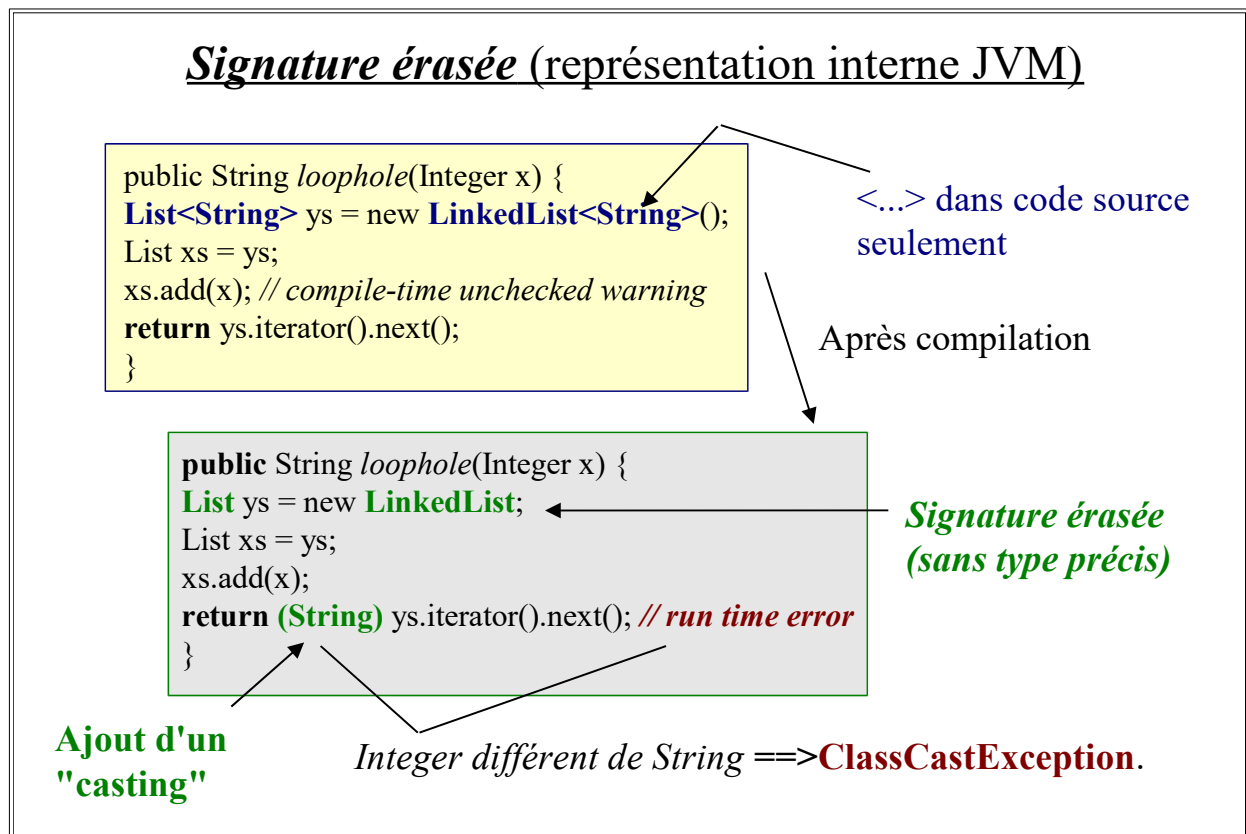 Signature érasée (représentation interne JVM)
public String loophole(Integer x) {
List<String> ys = new LinkedList<String>();
List xs = ys;
xs.add(x); // compile-time unchecked warning
return ys.iterator().next();
}
<...> dans code source
seulement
Après compilation
public String loophole(Integer x) {
List ys = new LinkedList;
List xs = ys;
xs.add(x);
return (String) ys.iterator().next(); // run time error
}
Signature érasée
(sans type précis)
Ajout d'un
"casting"
Integer différent de String ==>ClassCastException.